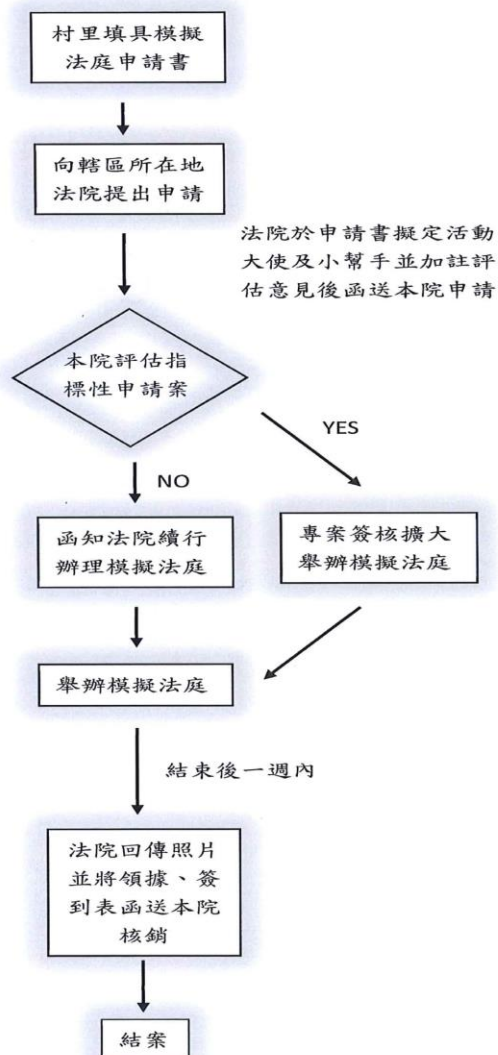 村里填具模擬
法庭申請書
向轄區所在地
法院提出申請
法院於申請書擬定活動
大使及小幫手並加註評
估意見後函送本院申請
本院評估指
標性申請案
YES
NO
函知法院續行
辦理模擬法庭
專案簽核擴大
舉辦模擬法庭
舉辦模擬法庭
結束後一週內
法院回傳照片
並將領據、簽
到表函送本院
核銷
結案